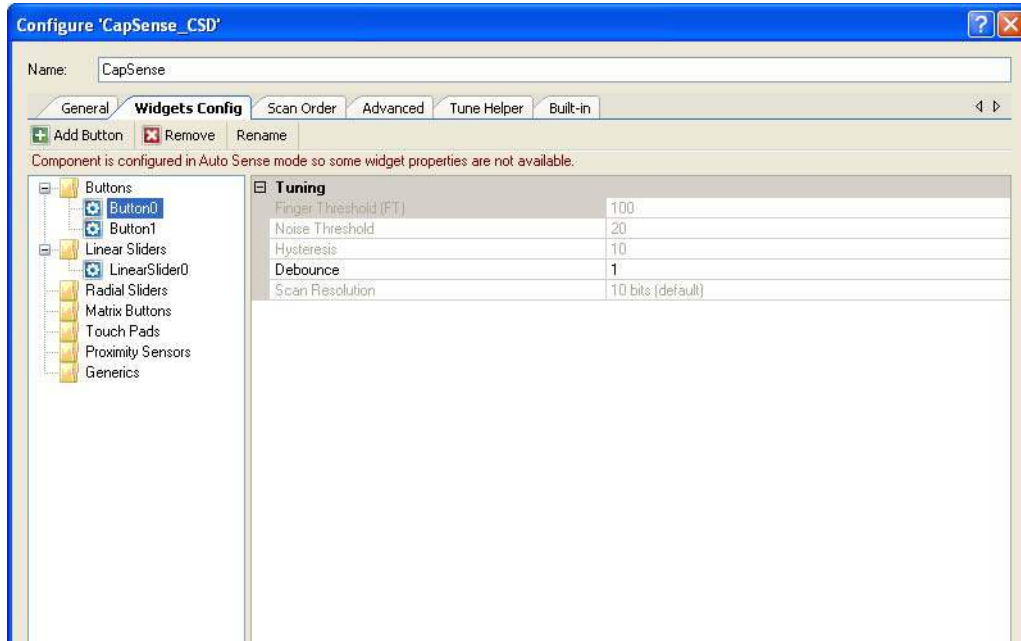 Configure 'CapSense_CSD'
Name: CapSense
General Widgets Config Scan Order Advanced Tune Helper Built-in
Add Button Remove Rename
Component is configured in Auto Sense mode so some widget properties are not available.
Buttons
Button0
Button1
Linear Sliders
LinearSlider0
Radial Sliders
Matrix Buttons
Touch Pads
Proximity Sensors
Generics
Tuning
Finger Threshold (FT) 100
Noise Threshold 20
Hysteresis 10
Debounce 1
Scan Resolution 10 bits (default)